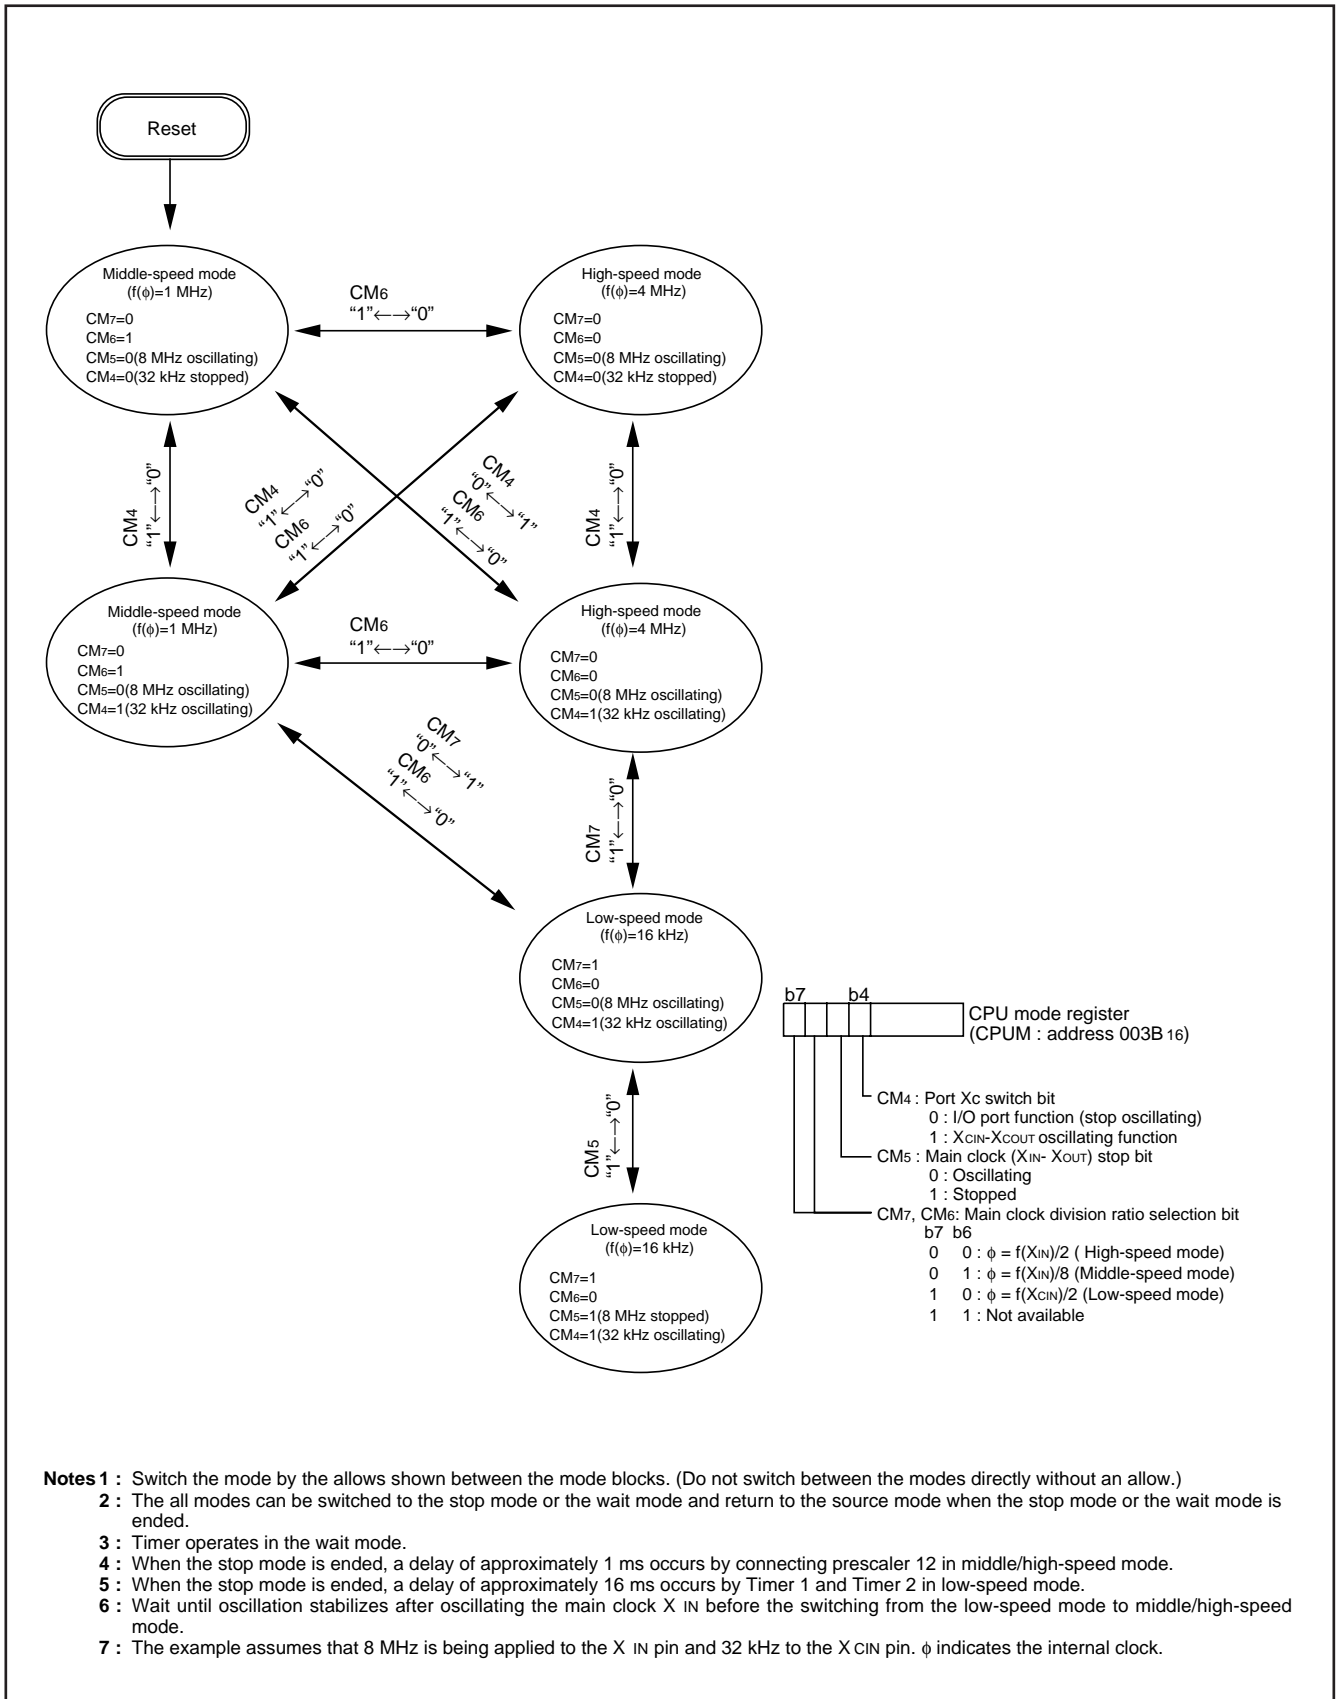 Reset
Middle-speed mode
(f(ϕ)=1 MHz)
CM7=0
CM6=1
CM5=0(8 MHz oscillating)
CM4=0(32 kHz stopped)
CM6
“1”←→“0”
High-speed mode
(f(ϕ)=4 MHz)
CM7=0
CM6=0
CM5=0(8 MHz oscillating)
CM4=0(32 kHz stopped)
CM4
“1”←→“0”
CM4
“1”←→“0”
CM6
“1”←→“0”
CM4
“0”←→“1”
CM6
“1”←→“0”
CM4
“1”←→“0”
Middle-speed mode
(f(ϕ)=1 MHz)
CM7=0
CM6=1
CM5=0(8 MHz oscillating)
CM4=1(32 kHz oscillating)
CM6
“1”←→“0”
High-speed mode
(f(ϕ)=4 MHz)
CM7=0
CM6=0
CM5=0(8 MHz oscillating)
CM4=1(32 kHz oscillating)
CM7
“0”←→“1”
CM6
“1”←→“0”
CM7
“1”←→“0”
Low-speed mode
(f(ϕ)=16 kHz)
CM7=1
CM6=0
CM5=0(8 MHz oscillating)
CM4=1(32 kHz oscillating)
CM5
“1”←→“0”
Low-speed mode
(f(ϕ)=16 kHz)
CM7=1
CM6=0
CM5=1(8 MHz stopped)
CM4=1(32 kHz oscillating)
b7 b4
CPU mode register
(CPUM : address 003B 16)
CM4 : Port Xc switch bit
0 : I/O port function (stop oscillating)
1 : XCIN-XCOUT oscillating function
CM5 : Main clock (XIN- XOUT) stop bit
0 : Oscillating
1 : Stopped
CM7, CM6: Main clock division ratio selection bit
b7 b6
0 0 : ϕ = f(XIN)/2 ( High-speed mode)
0 1 : ϕ = f(XIN)/8 (Middle-speed mode)
1 0 : ϕ = f(XCIN)/2 (Low-speed mode)
1 1 : Not available
Notes 1 : Switch the mode by the allows shown between the mode blocks. (Do not switch between the modes directly without an allow.)
2 : The all modes can be switched to the stop mode or the wait mode and return to the source mode when the stop mode or the wait mode is
ended.
3 : Timer operates in the wait mode.
4 : When the stop mode is ended, a delay of approximately 1 ms occurs by connecting prescaler 12 in middle/high-speed mode.
5 : When the stop mode is ended, a delay of approximately 16 ms occurs by Timer 1 and Timer 2 in low-speed mode.
6 : Wait until oscillation stabilizes after oscillating the main clock X IN before the switching from the low-speed mode to middle/high-speed
mode.
7 : The example assumes that 8 MHz is being applied to the X IN pin and 32 kHz to the X CIN pin. ϕ indicates the internal clock.